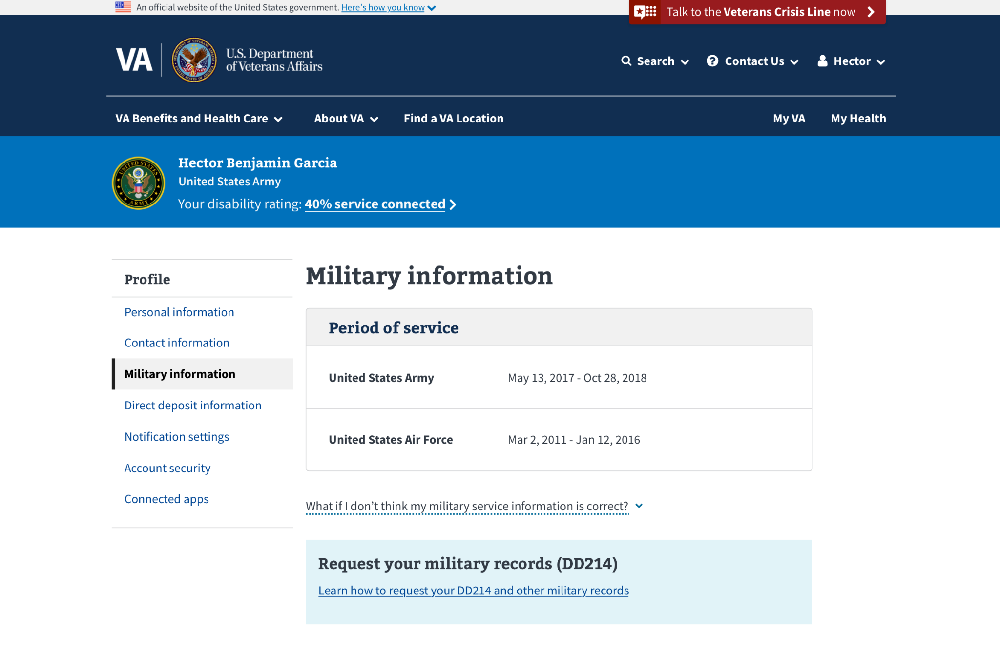 An official website of the United States government. Here’s how you know
Talk to the Veterans Crisis Line now
VA
U.S. Department
of Veterans Affairs
Search
Contact Us
Hector
VA Benefits and Health Care
About VA
Find a VA Location
My VA
My Health
UNITED STATES
ARMY
Hector Benjamin Garcia
United States Army
Your disability rating: 40% service connected
Profile
Personal information
Contact information
Military information
Direct deposit information
Notification settings
Account security
Connected apps
Military information
Period of service
United States Army
May 13, 2017 - Oct 28, 2018
United States Air Force
Mar 2, 2011 - Jan 12, 2016
What if I don’t think my military service information is correct?
Request your military records (DD214)
Learn how to request your DD214 and other military records